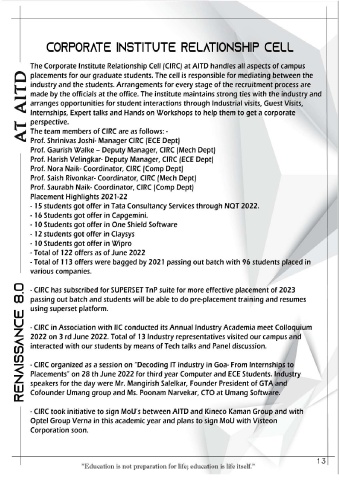 CORPORATE INSTITUTE RELATIONSHIP CELL
AT AITD
The Corporate Institute Relationship Cell (CIRC) at AITD handles all aspects of campus
placements for our graduate students. The cell is responsible for mediating between the
industry and the students. Arrangements for every stage of the recruitment process are
made by the officials at the office. The institute maintains strong ties with the industry and
arranges opportunities for student interactions through Industrial visits, Guest Visits,
Internships, Expert talks and Hands on Workshops to help them to get a corporate
perspective.
The team members of CIRC are as follows: -
Prof. Shrinivas Joshi- Manager CIRC (ECE Dept)
Prof. Gaurish Walke – Deputy Manager, CIRC (Mech Dept)
Prof. Harish Velingkar- Deputy Manager, CIRC (ECE Dept)
Prof. Nora Naik- Coordinator, CIRC (Comp Dept)
Prof. Saish Rivonkar- Coordinator, CIRC (Mech Dept)
Prof. Saurabh Naik- Coordinator, CIRC (Comp Dept)
Placement Highlights 2021-22
- 15 students got offer in Tata Consultancy Services through NQT 2022.
- 16 Students got offer in Capgemini.
- 10 Students got offer in One Shield Software
- 12 students got offer in Claysys
- 10 Students got offer in Wipro
- Total of 122 offers as of June 2022
- Total of 113 offers were bagged by 2021 passing out batch with 96 students placed in
various companies.
RENAISSANCE 8.0
- CIRC has subscribed for SUPERSET TnP suite for more effective placement of 2023
passing out batch and students will be able to do pre-placement training and resumes
using superset platform.
- CIRC in Association with IIC conducted its Annual Industry Academia meet Colloquium
2022 on 3 rd June 2022. Total of 13 Industry representatives visited our campus and
interacted with our students by means of Tech talks and Panel discussion.
- CIRC organized as a session on "Decoding IT industry in Goa- From Internships to
Placements" on 28 th June 2022 for third year Computer and ECE Students. Industry
speakers for the day were Mr. Mangirish Salelkar, Founder President of GTA and
Cofounder Umang group and Ms. Poonam Narvekar, CTO at Umang Software.
- CIRC took initiative to sign MoU's between AITD and Kineco Kaman Group and with
Optel Group Verna in this academic year and plans to sign MoU with Visteon
Corporation soon.
"Education is not preparation for life; education is life itself."
13